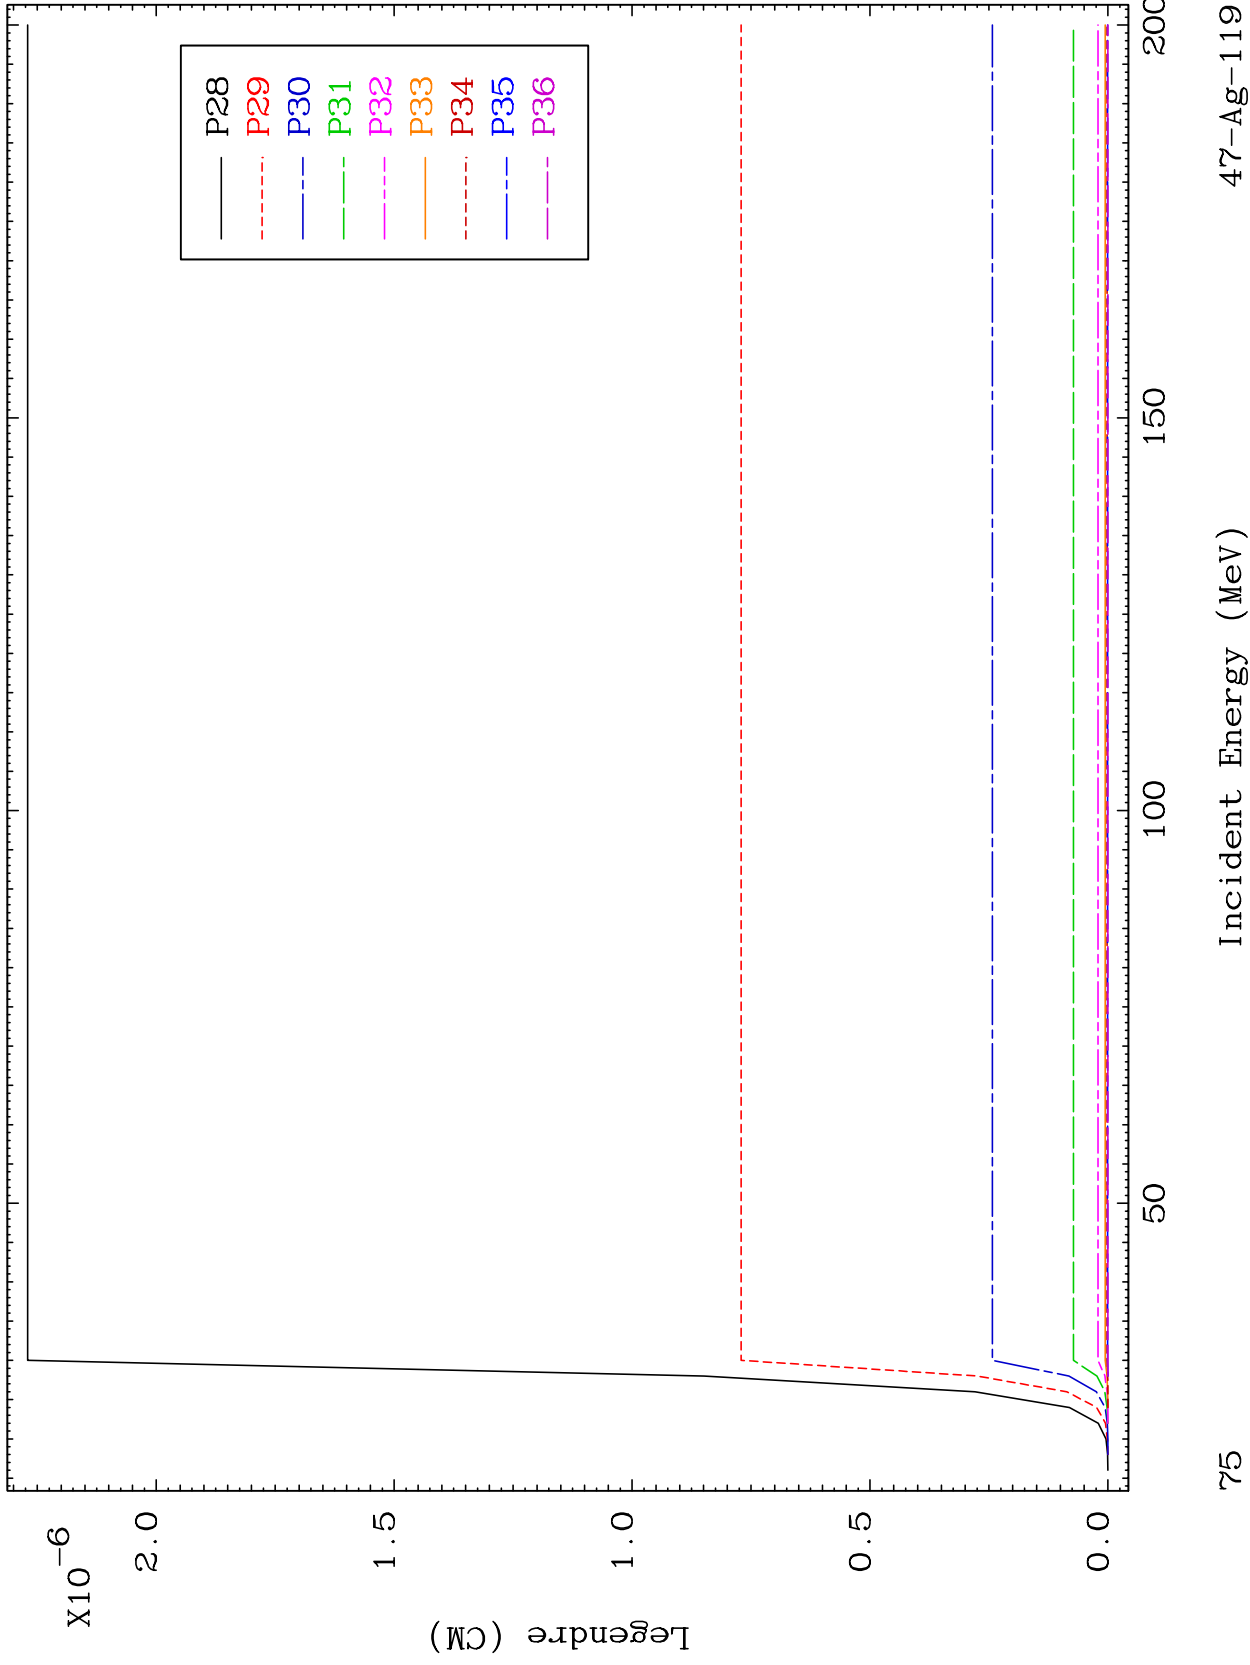 X10-6
2.0
1.5
1.0
0.5
0.0
Legendre (CM)
P28
P29
P30
P31
P32
P33
P34
P35
P36
50
100
150
200
Incident Energy (MeV)
75
47-Ag-119